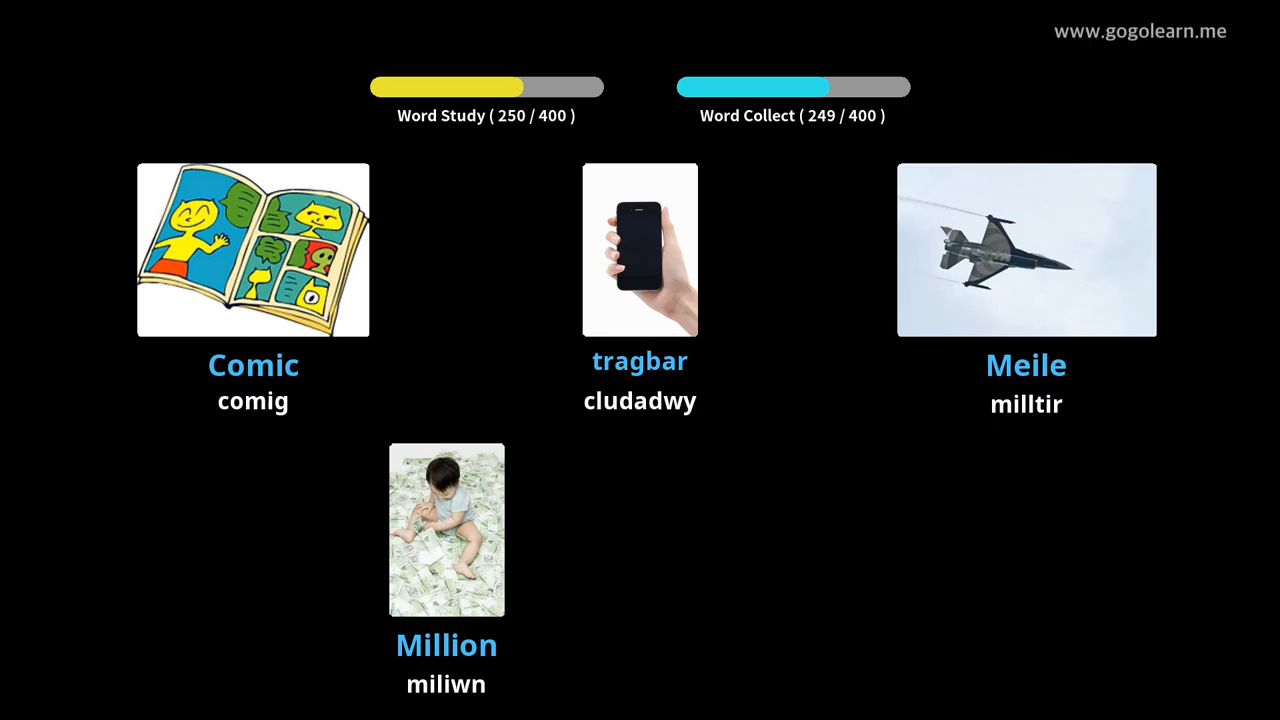 www.gogolearn.me
Word Study ( 250 / 400 )
Word Collect ( 249 / 400 )
Comic
comig
tragbar
cludadwy
Meile
milltir
Million
miliwn